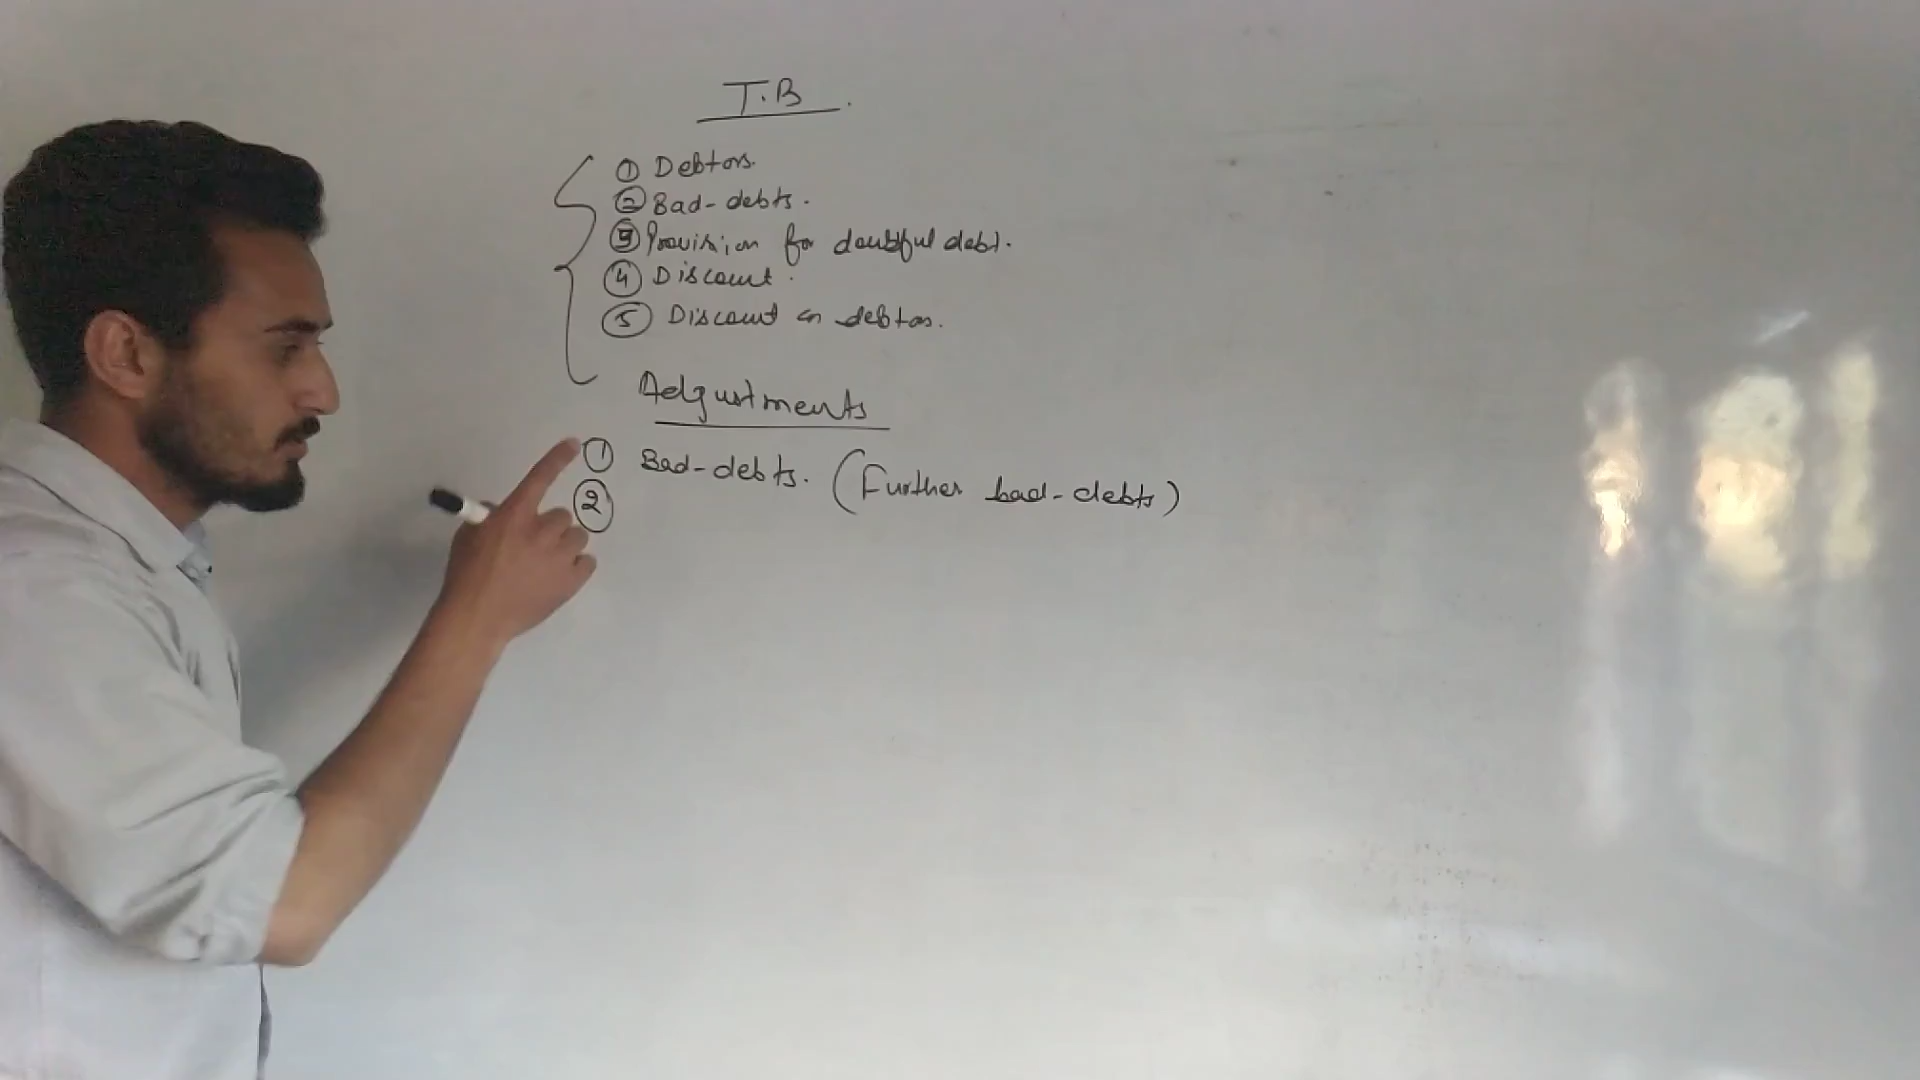 T.B
① Debtors.
② Bad-debts.
③ Provision for doubtful debt.
④ Discount.
⑤ Discount on debtors.
Adjustments
① Bad-debts. (Further bad-debts)
②